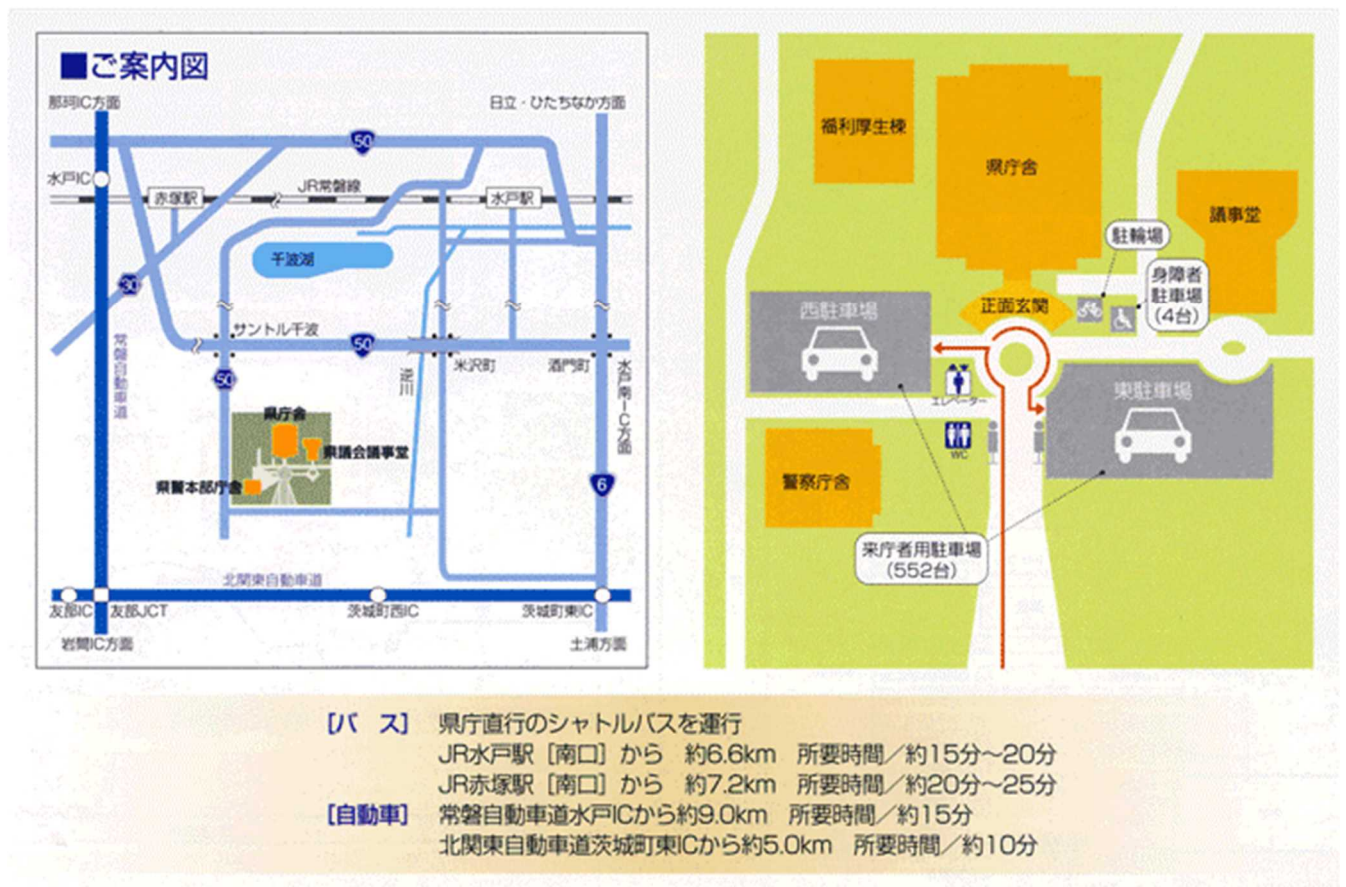 ■ご案内図
那珂IC方面
日立・ひたちなか方面
50
水戸IC
赤塚駅
JR常磐線
水戸駅
千波湖
30
サントル千波
常磐自動車道
50
50
逆川
米沢町
酒門町
水戸南IC方面
県庁舎
県議会議事堂
県警本部庁舎
6
北関東自動車道
友部IC
友部JCT
茨城町西IC
茨城町東IC
岩間IC方面
土浦方面
福利厚生棟
県庁舎
議事堂
駐輪場
身障者
駐車場
(4台)
正面玄関
西駐車場
エレベーター
東駐車場
WC
警察庁舎
来庁者用駐車場
(552台)
[バス] 県庁直行のシャトルバスを運行
JR水戸駅[南口]から 約6.6km 所要時間/約15分〜20分
JR赤塚駅[南口]から 約7.2km 所要時間/約20分〜25分
[自動車] 常磐自動車道水戸ICから約9.0km 所要時間/約15分
北関東自動車道茨城町東ICから約5.0km 所要時間/約10分